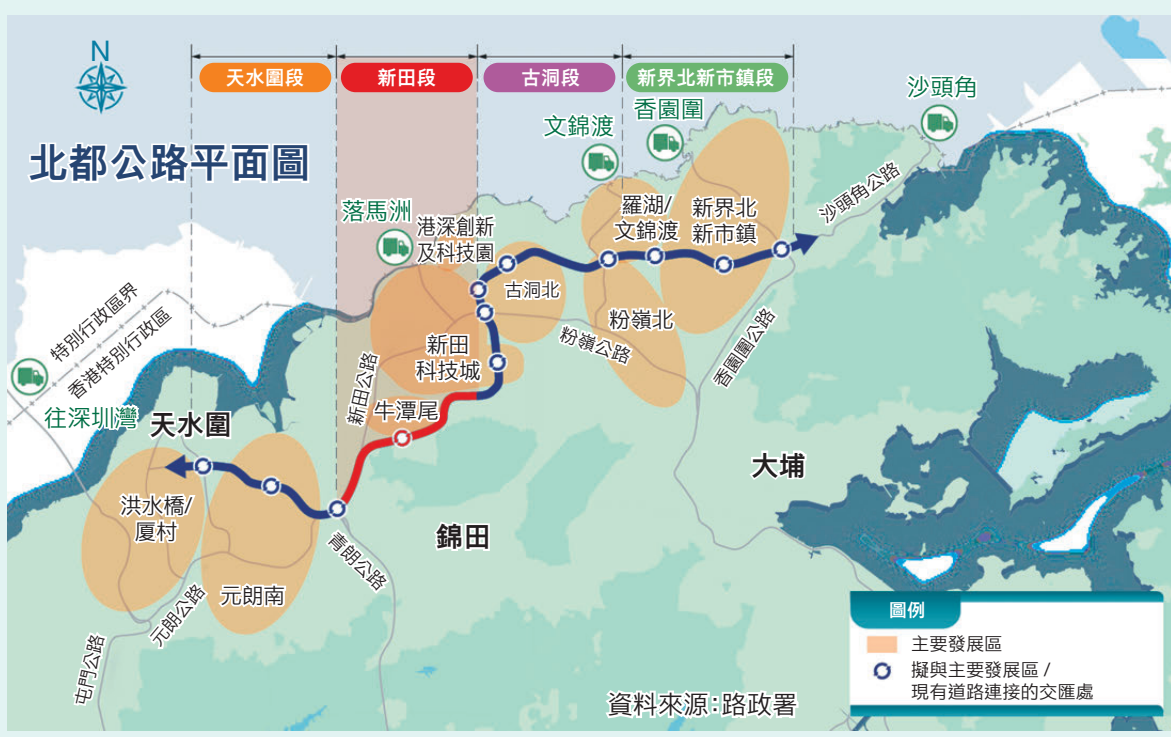 N
天水圍段
新田段
古洞段
新界北新市鎮段
北都公路平面圖
沙頭角
香園圍
文錦渡
落馬洲
港深創新
及科技園
羅湖/
文錦渡
新界北
新市鎮
沙頭角公路
古洞北
粉嶺北
粉嶺公路
香園圍公路
特別行政區界
香港特別行政區
新田
科技城
新田公路
牛潭尾
往深圳灣
天水圍
大埔
洪水橋/
厦村
錦田
青朗公路
元朗南
元朗公路
屯門公路
圖例
主要發展區
擬與主要發展區 /
現有道路連接的交匯處
資料來源：路政署